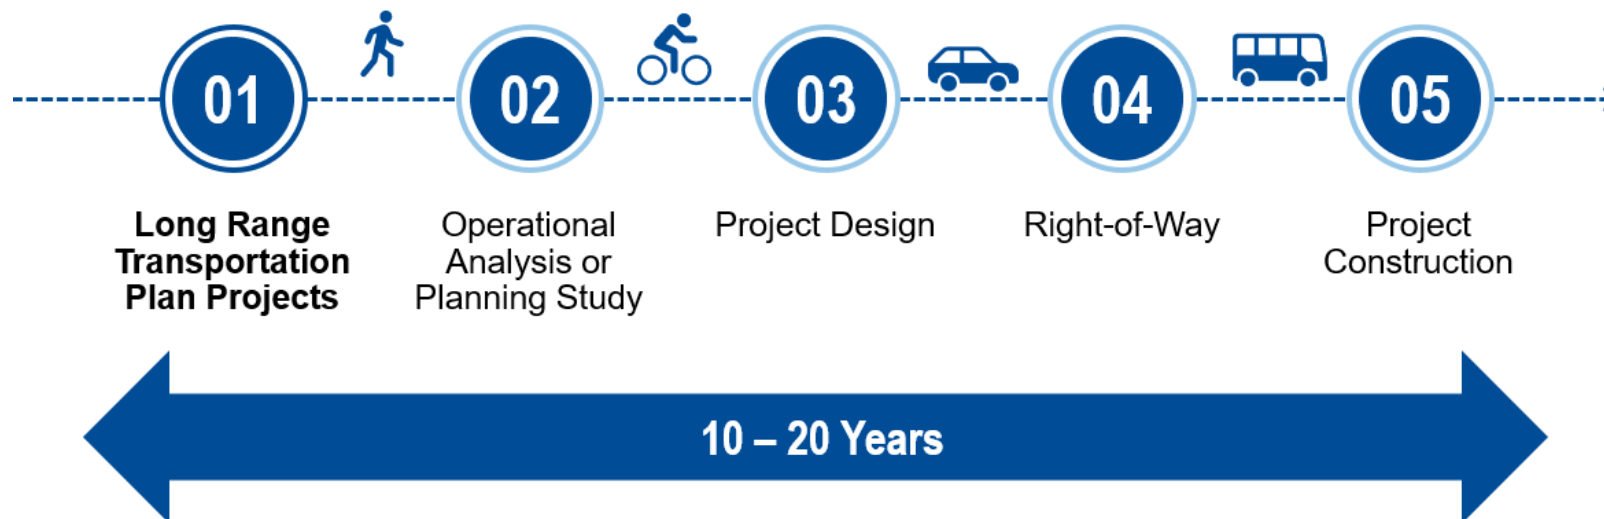 01
02
03
04
05
Long Range
Transportation
Plan Projects
Operational
Analysis or
Planning Study
Project Design
Right-of-Way
Project
Construction
10 – 20 Years